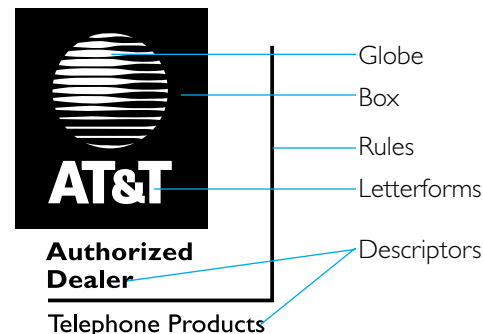 Globe
Box
Rules
AT&T
Letterforms
Authorized
Dealer
Descriptors
Telephone Products